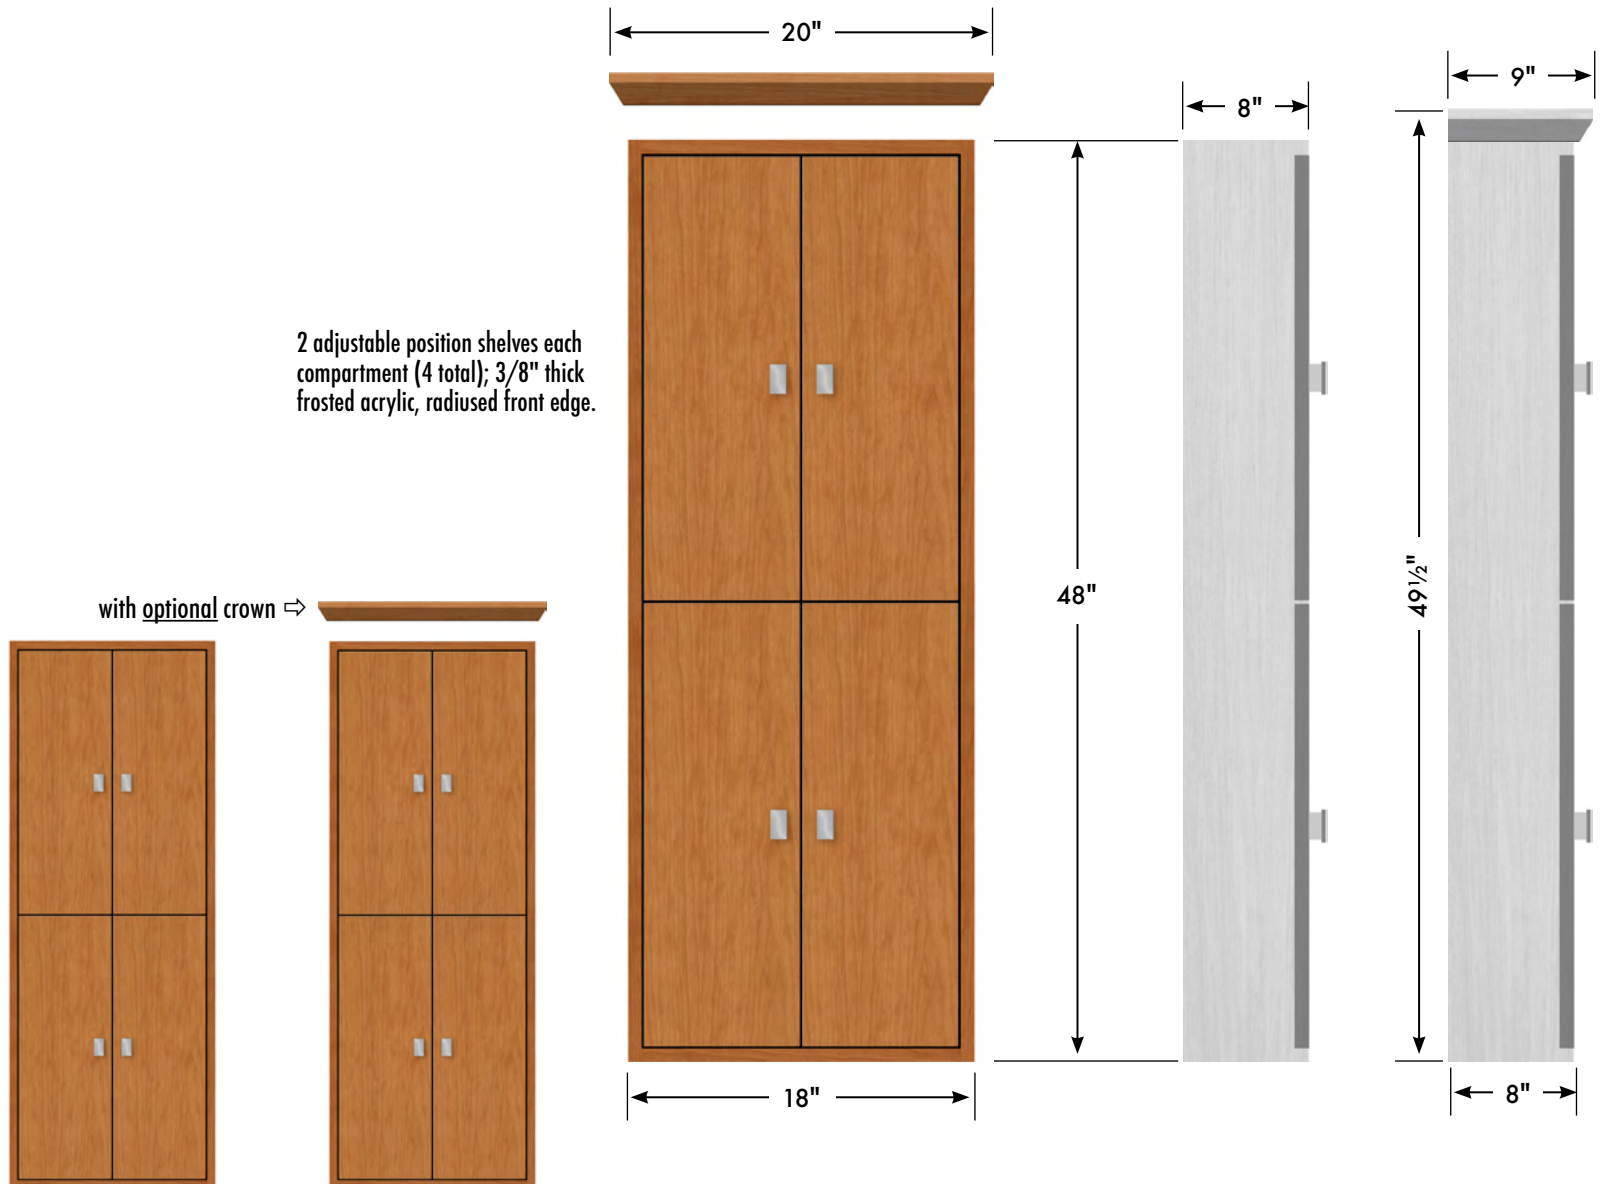 20"
9"
8"
2 adjustable position shelves each
compartment (4 total); 3/8" thick
frosted acrylic, radiused front edge.
48"
49½"
with optional crown ⇨
18"
8"